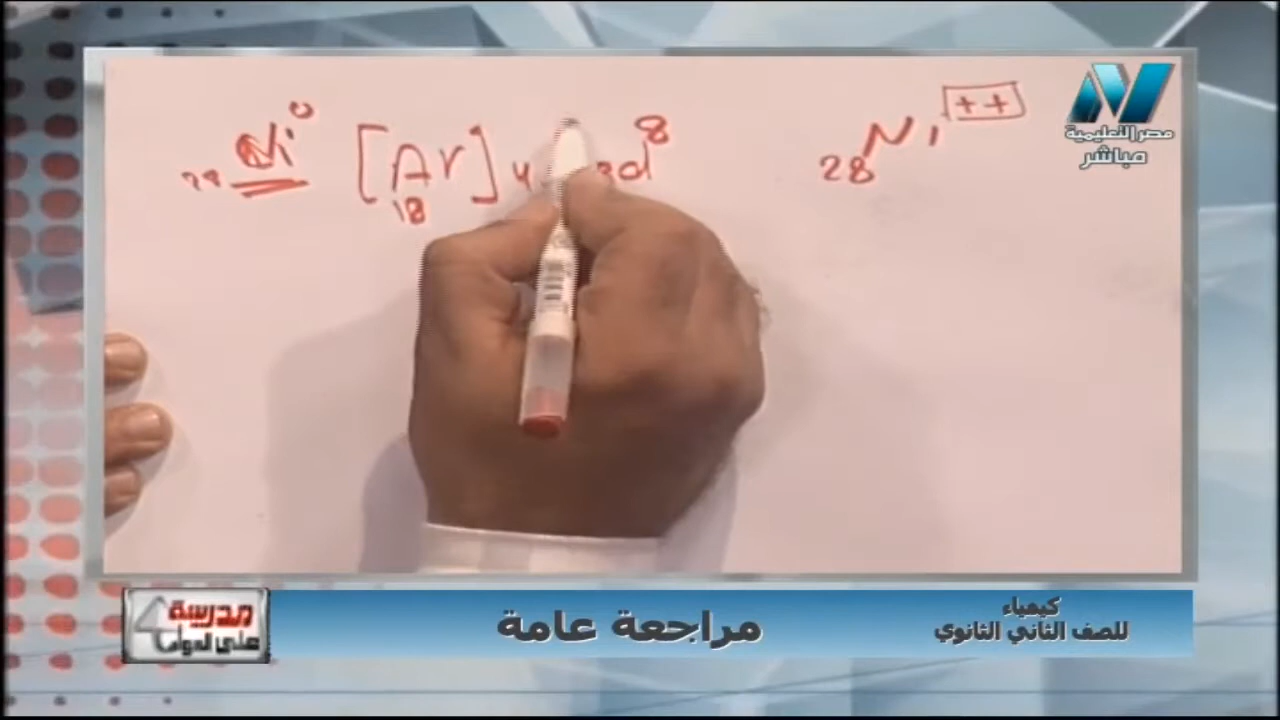 28 Ni⁰ [Ar] 4 3d⁸
18
28 Ni ++
مصر التعليمية
مباشر
مدرسة
على الهواء
مراجعة عامة
كيمياء
للصف الثاني الثانوي